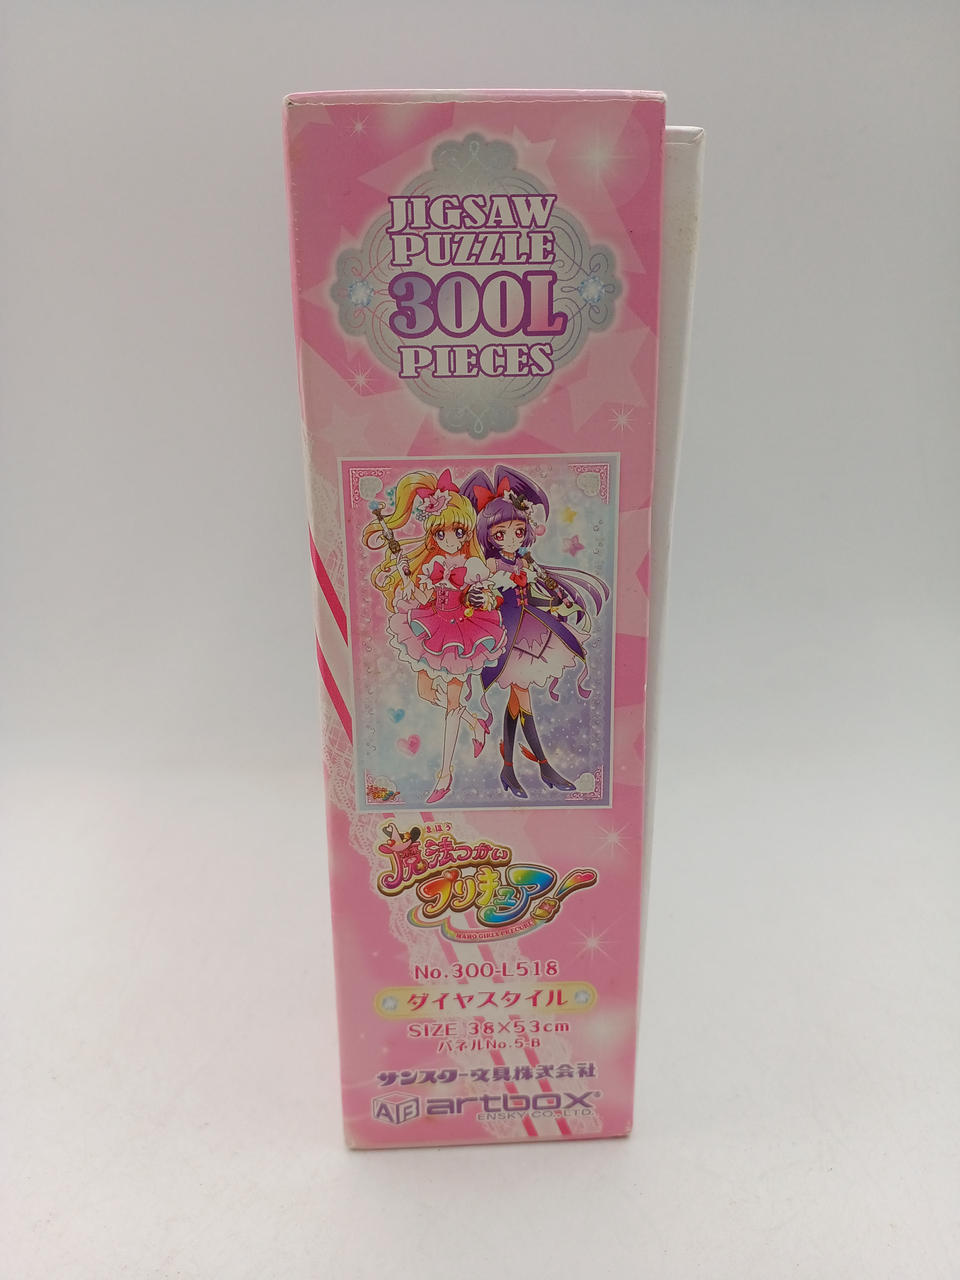 JIGSAW
PUZZLE
300L
PIECES
まほう
魔法つかい
プリキュア!
MAHO GIRLS PRECURE!
No.300-L518
ダイヤスタイル
SIZE 38×53cm
パネルNo.5-B
サンスター文具株式会社
AB artbox®
ENSKY CO., LTD.